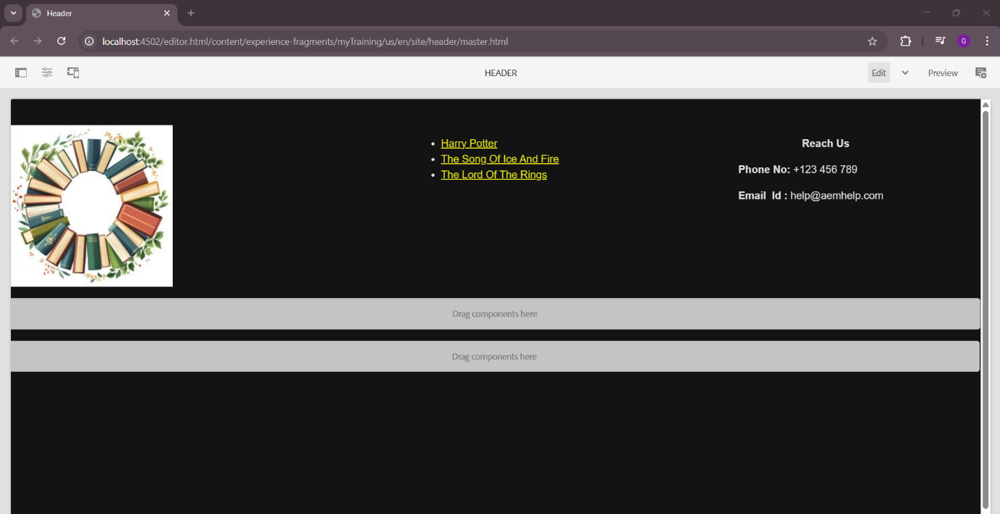 Header
localhost:4502/editor.html/content/experience-fragments/myTraining/us/en/site/header/master.html
G
HEADER
Edit
Preview
Harry Potter
The Song Of Ice And Fire
The Lord Of The Rings
Reach Us
Phone No: +123 456 789
Email  Id : help@aemhelp.com
Drag components here
Drag components here